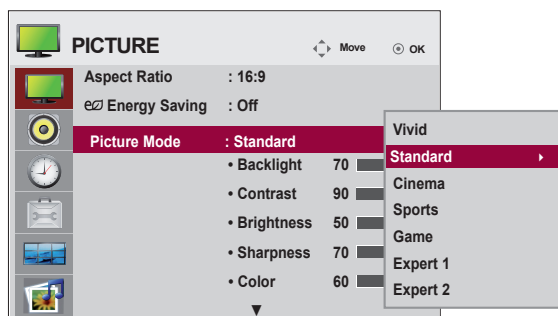 PICTURE
Move
OK
Aspect Ratio : 16:9
Energy Saving : Off
Picture Mode : Standard
• Backlight 70
• Contrast 90
• Brightness 50
• Sharpness 70
• Color 60
▼
Vivid
Standard
Cinema
Sports
Game
Expert 1
Expert 2